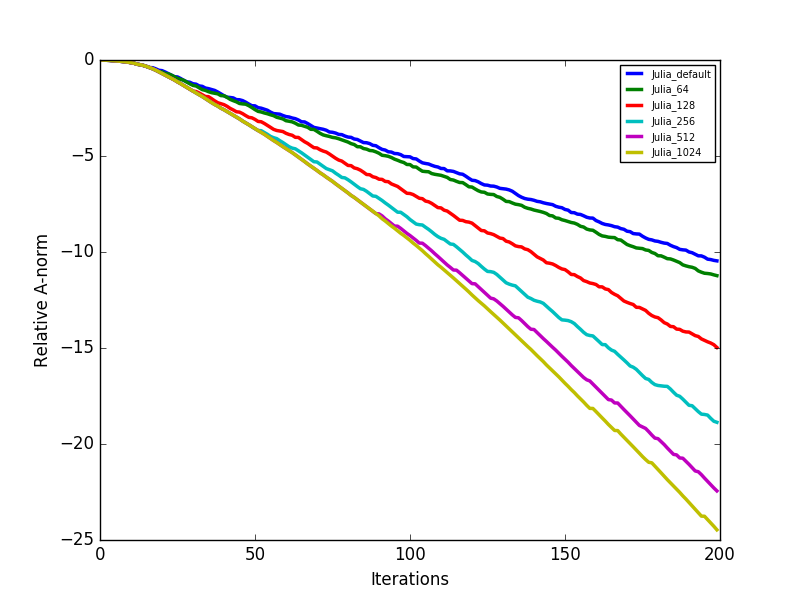 0
−5
−10
−15
−20
−25
Relative A-norm
0
50
100
150
200
Iterations
Julia_default
Julia_64
Julia_128
Julia_256
Julia_512
Julia_1024